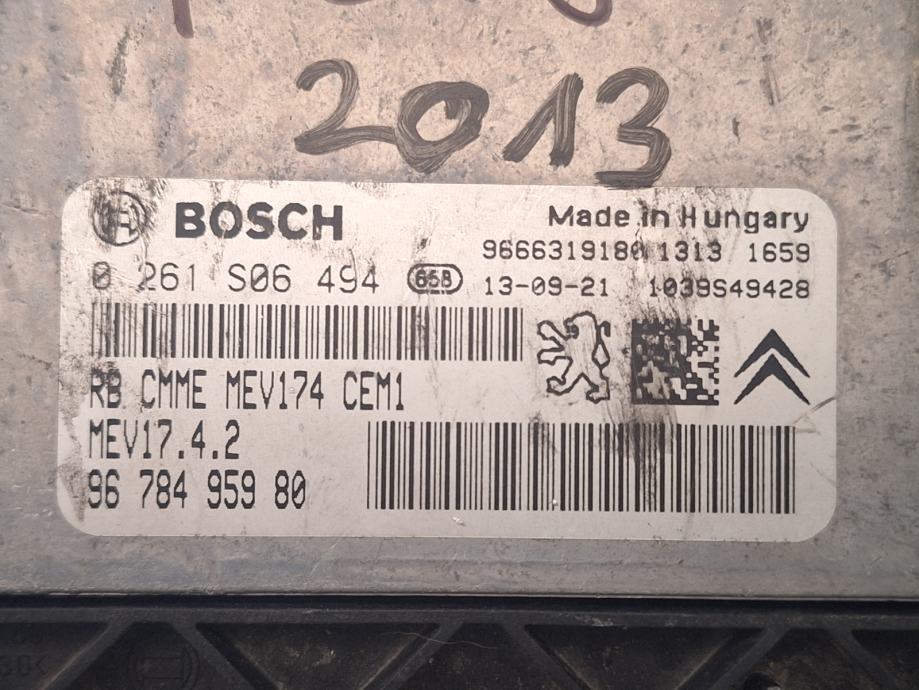 2013
BOSCH
Made in Hungary
9666319180 1313 1659
0 261 S06 494 658 13-09-21 1039S49428
RB CMME MEV174 CEM1
MEV17.4.2
96 784 959 80